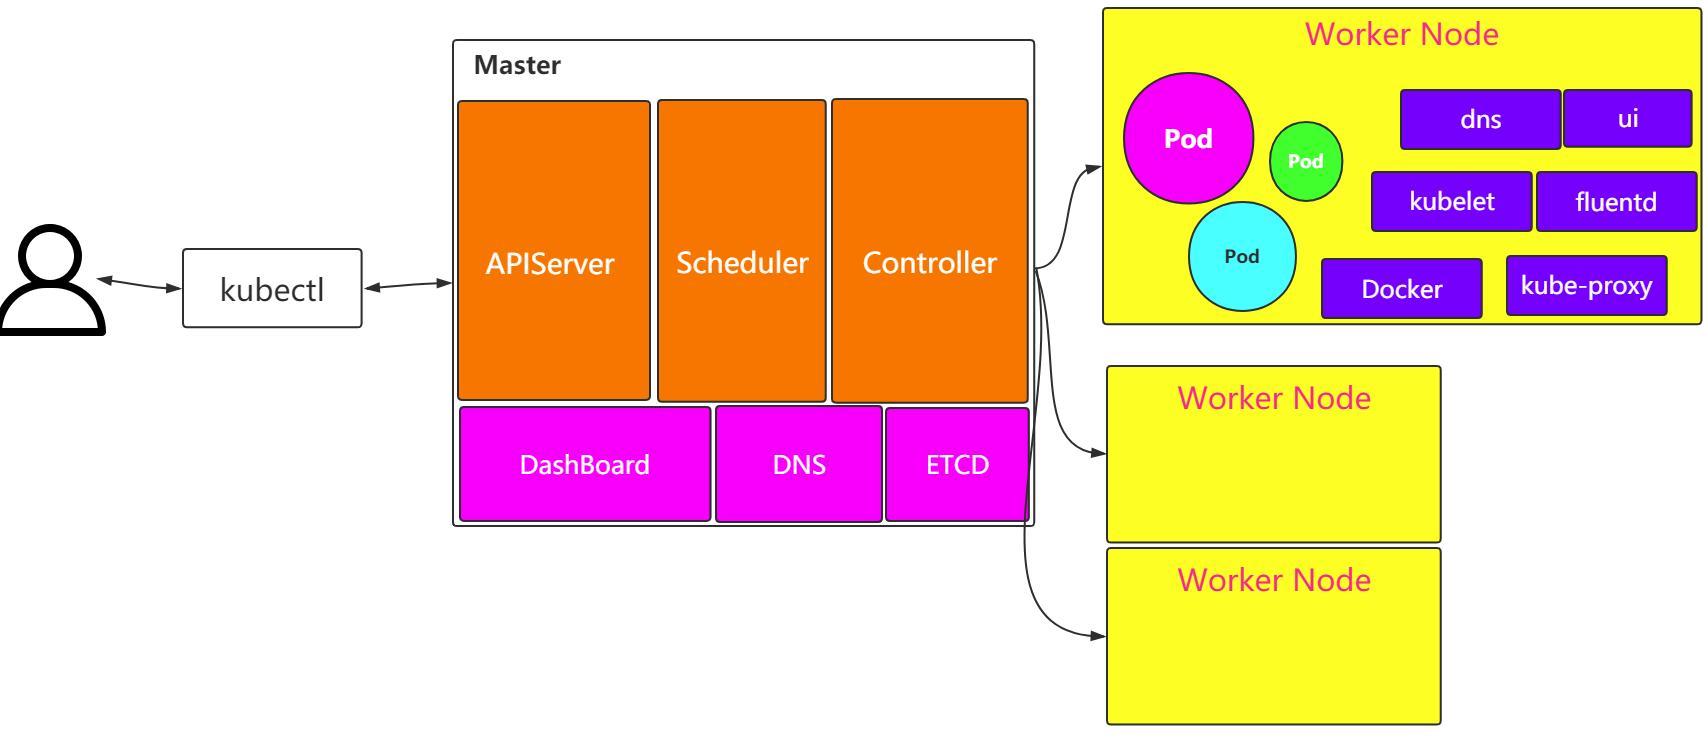 kubectl
Master
APIServer
Scheduler
Controller
DashBoard
DNS
ETCD
Worker Node
Pod
Pod
Pod
dns
ui
kubelet
fluentd
Docker
kube-proxy
Worker Node
Worker Node